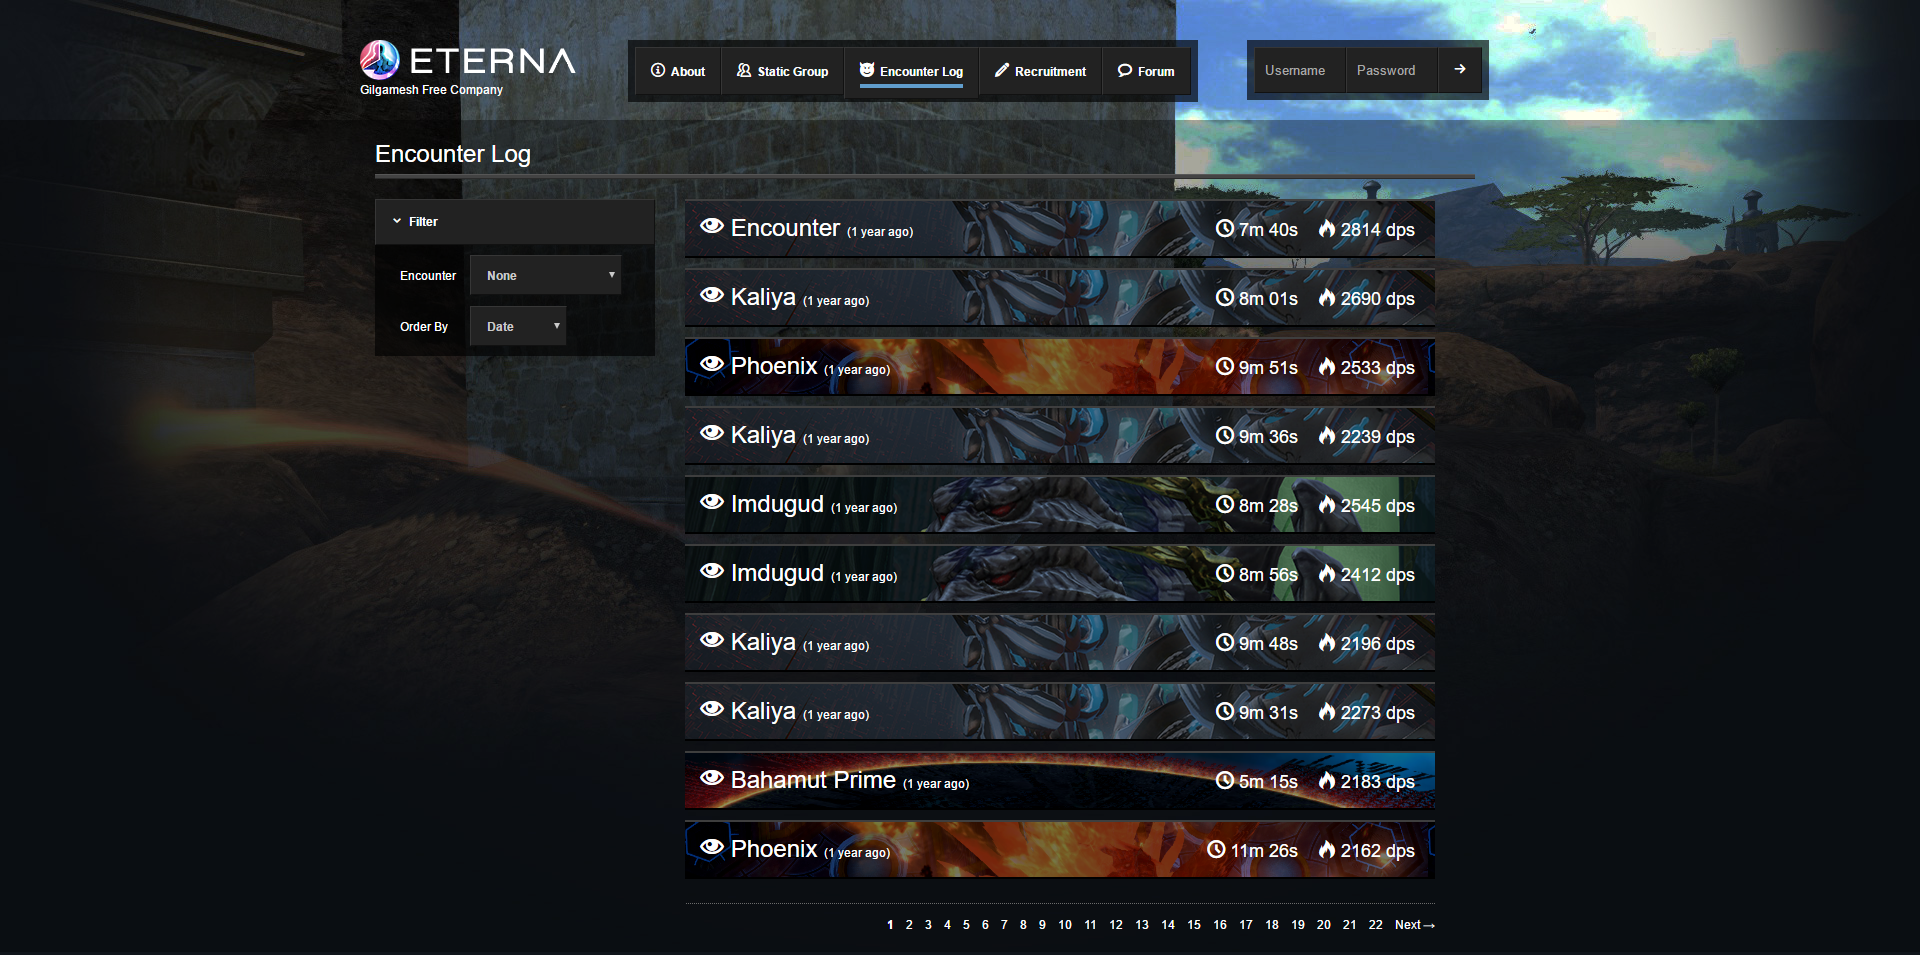 ETERNA
Gilgamesh Free Company
About
Static Group
Encounter Log
Recruitment
Forum
Username
Password
Encounter Log
Filter
Encounter
None
Order By
Date
Encounter (1 year ago) 7m 40s 2814 dps
Kaliya (1 year ago) 8m 01s 2690 dps
Phoenix (1 year ago) 9m 51s 2533 dps
Kaliya (1 year ago) 9m 36s 2239 dps
Imdugud (1 year ago) 8m 28s 2545 dps
Imdugud (1 year ago) 8m 56s 2412 dps
Kaliya (1 year ago) 9m 48s 2196 dps
Kaliya (1 year ago) 9m 31s 2273 dps
Bahamut Prime (1 year ago) 5m 15s 2183 dps
Phoenix (1 year ago) 11m 26s 2162 dps
1 2 3 4 5 6 7 8 9 10 11 12 13 14 15 16 17 18 19 20 21 22 Next→